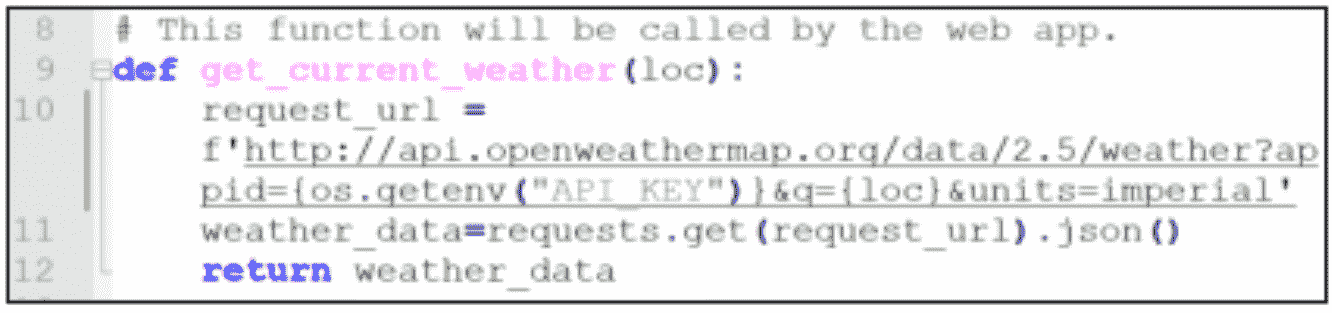 8 # This function will be called by the web app.
9 def get_current_weather(loc):
10 request_url =
f'http://api.openweathermap.org/data/2.5/weather?ap
pid={os.getenv("API_KEY")}&q={loc}&units=imperial'
11 weather_data=requests.get(request_url).json()
12 return weather_data